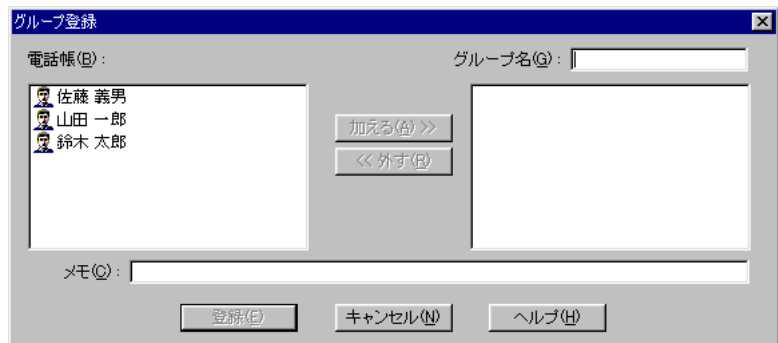 グループ登録
電話帳(B): グループ名(G):
佐藤 義男
山田 一郎
鈴木 太郎
加える(A) >>
<< 外す(R)
メモ(C):
登録(E) キャンセル(N) ヘルプ(H)